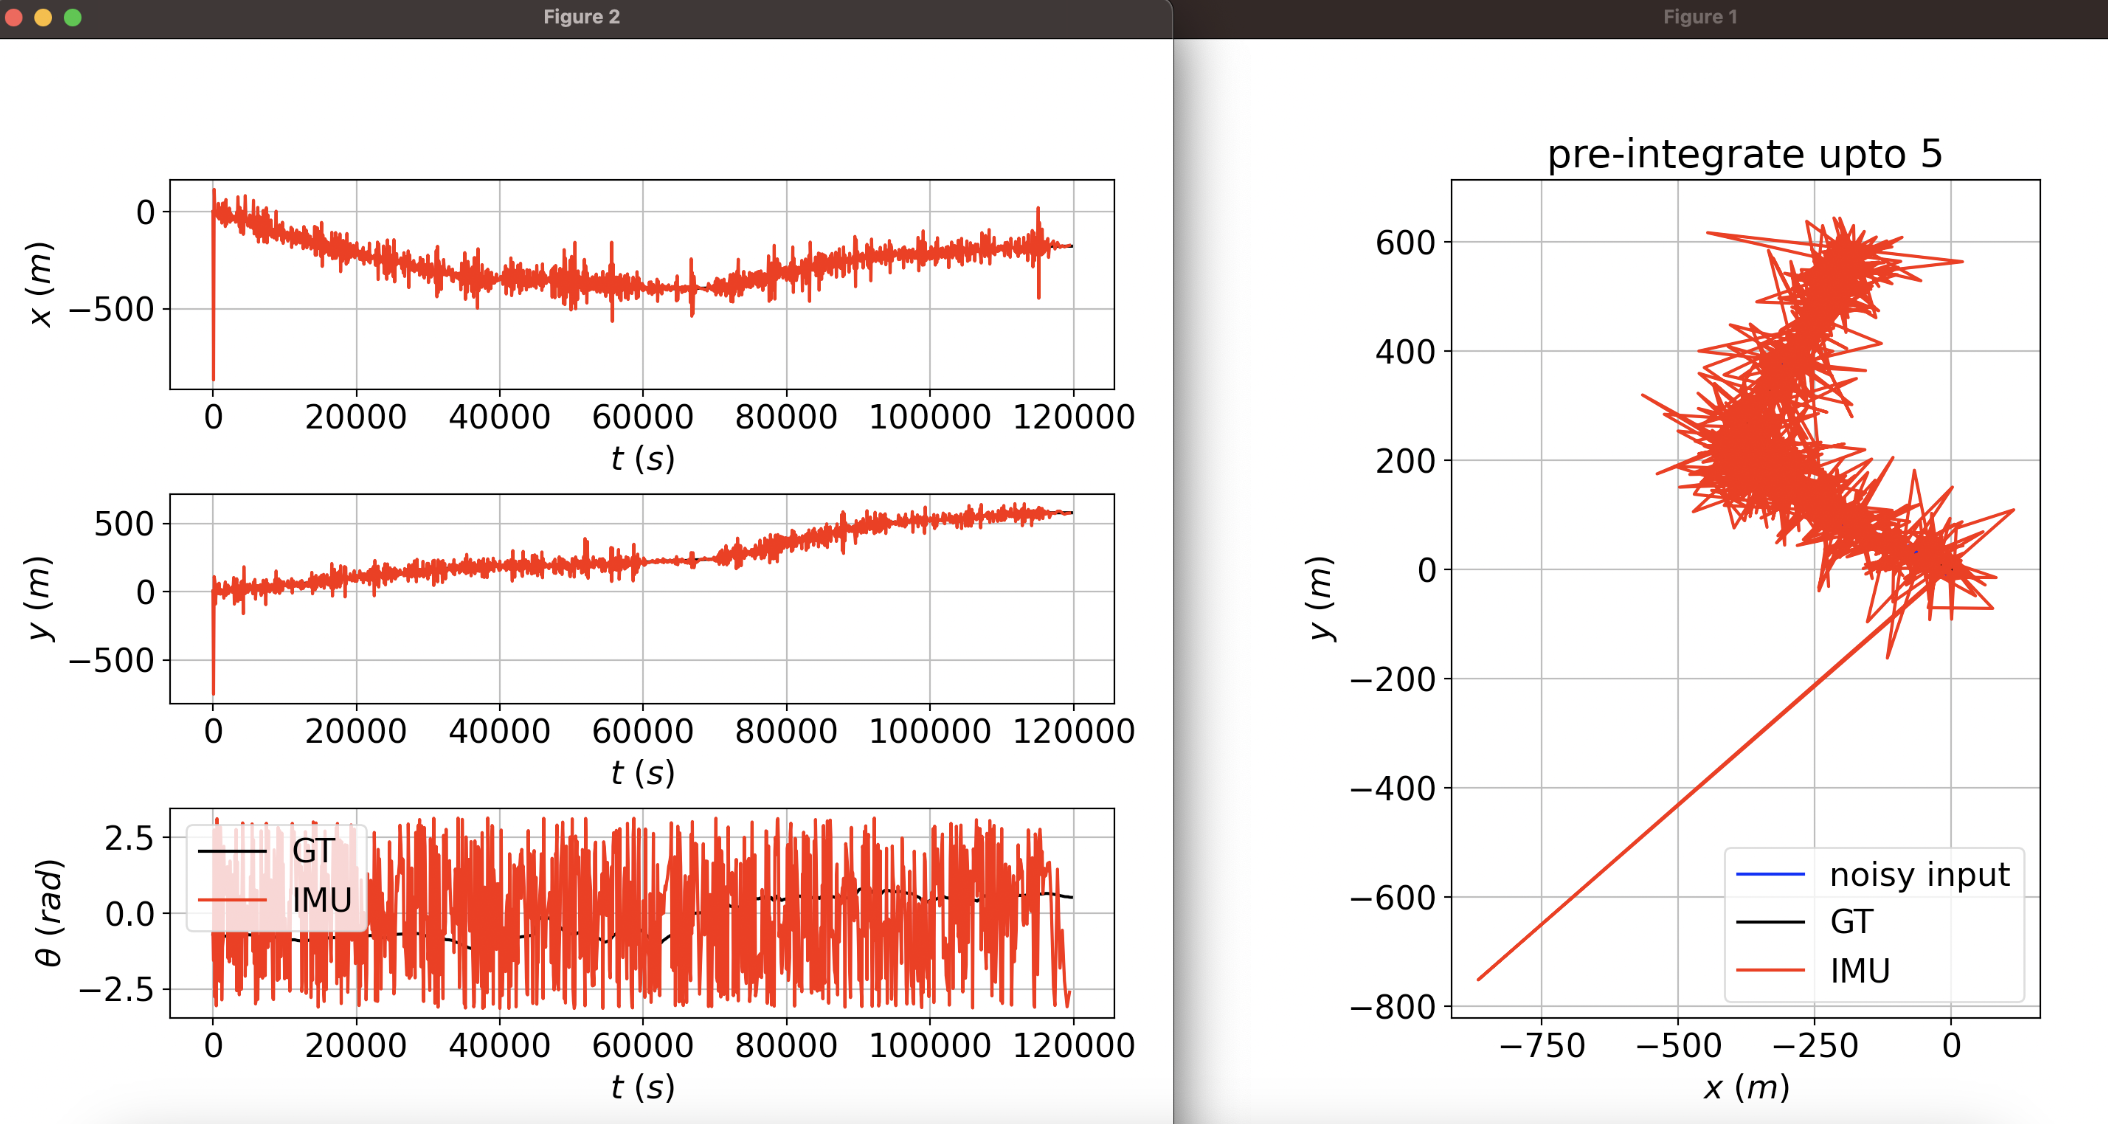 Figure 2
0
−500
x (m)
0 20000 40000 60000 80000 100000 120000
t (s)
500
0
−500
y (m)
0 20000 40000 60000 80000 100000 120000
t (s)
2.5
0.0
−2.5
θ (rad)
GT
IMU
0 20000 40000 60000 80000 100000 120000
t (s)
Figure 1
pre-integrate upto 5
600
400
200
0
−200
−400
−600
−800
y (m)
noisy input
GT
IMU
−750 −500 −250 0
x (m)